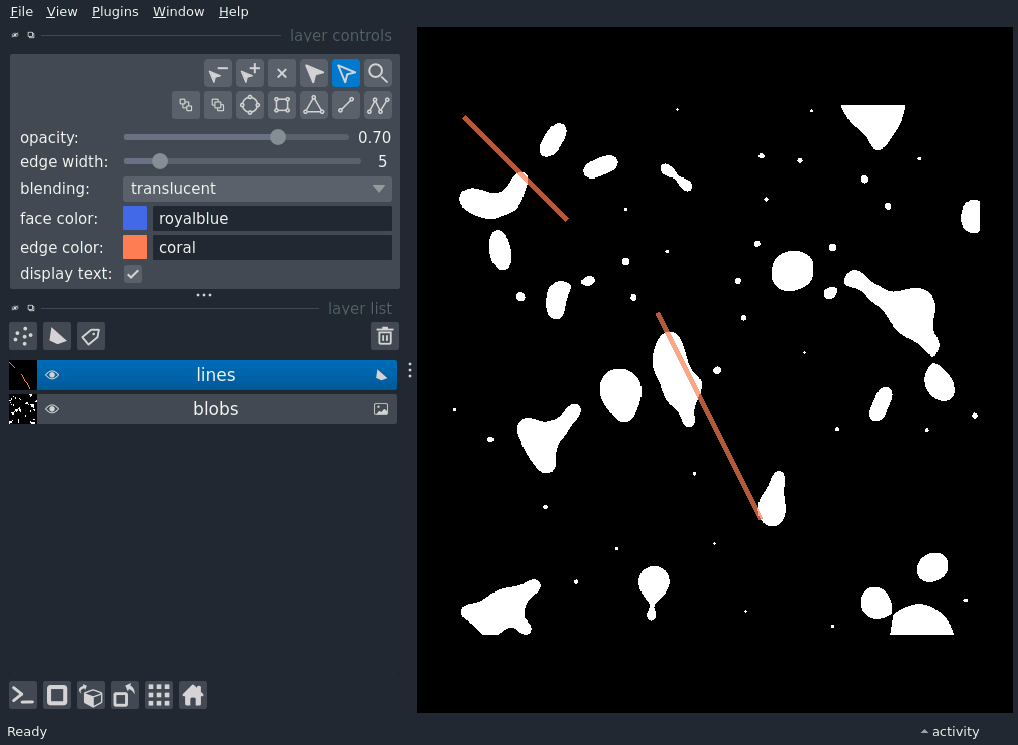 File View Plugins Window Help
layer controls
opacity: 0.70
edge width: 5
blending: translucent
face color: royalblue
edge color: coral
display text:
layer list
lines
blobs
Ready
activity